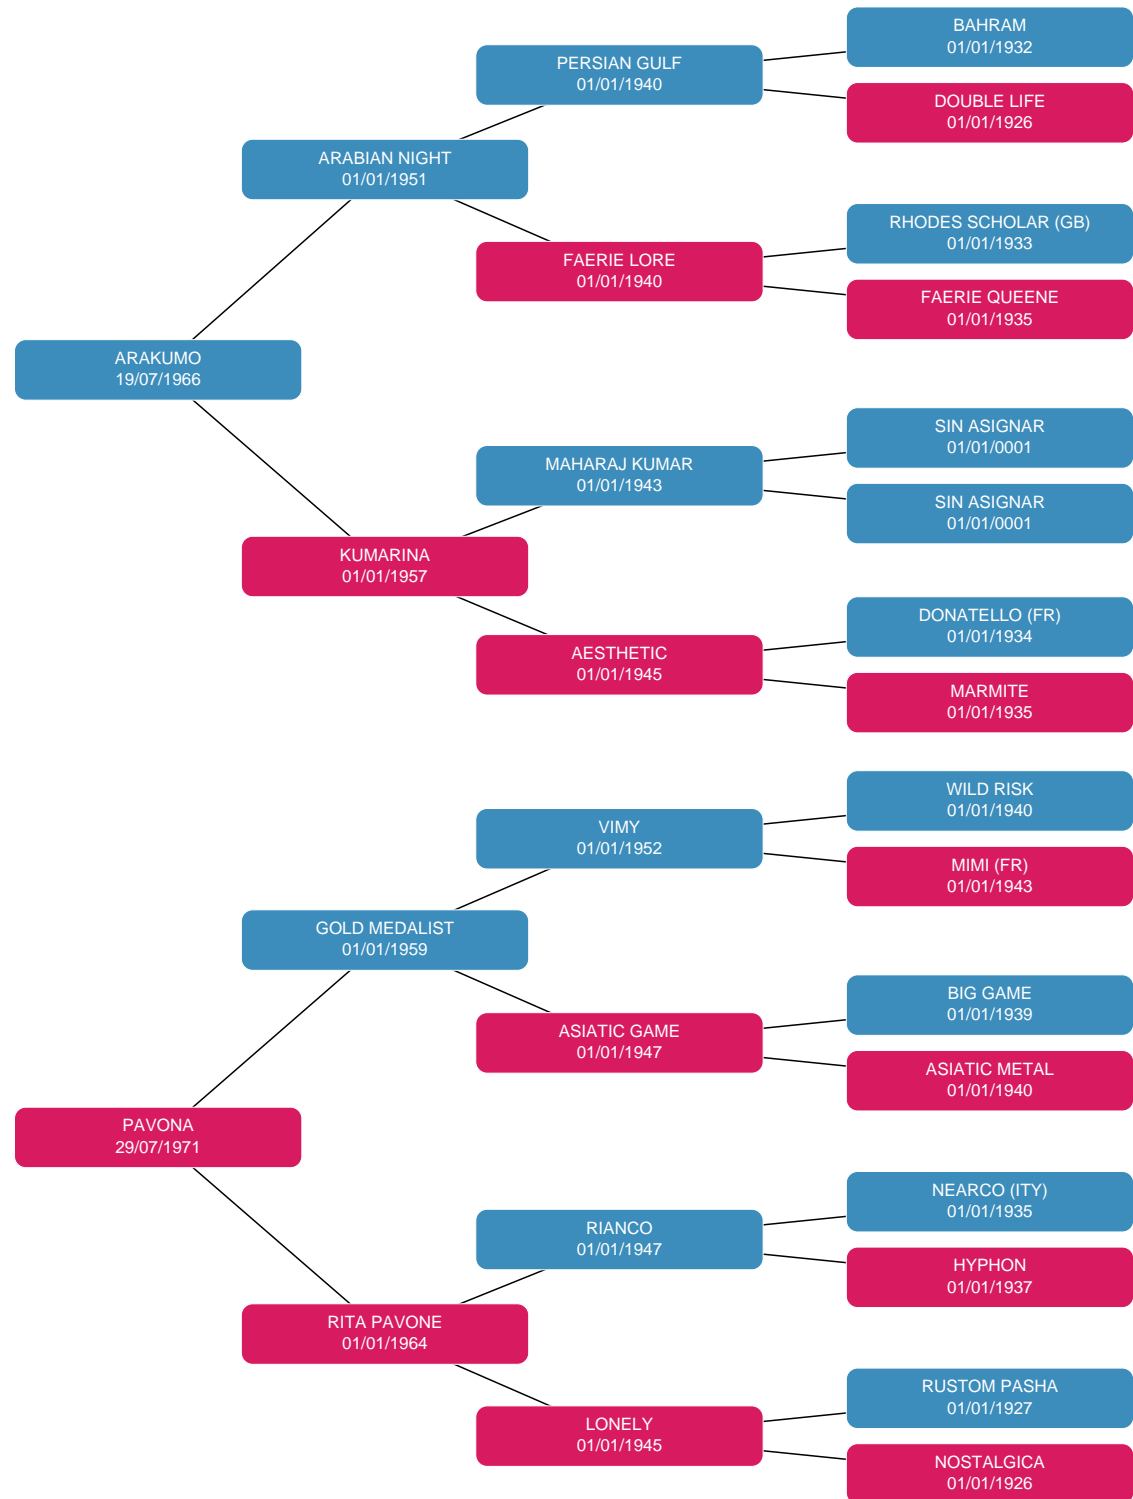 BAHRAM
01/01/1932
PERSIAN GULF
01/01/1940
DOUBLE LIFE
01/01/1926
ARABIAN NIGHT
01/01/1951
RHODES SCHOLAR (GB)
01/01/1933
FAERIE LORE
01/01/1940
FAERIE QUEENE
01/01/1935
ARAKUMO
19/07/1966
SIN ASIGNAR
01/01/0001
MAHARAJ KUMAR
01/01/1943
SIN ASIGNAR
01/01/0001
KUMARINA
01/01/1957
DONATELLO (FR)
01/01/1934
AESTHETIC
01/01/1945
MARMITE
01/01/1935
WILD RISK
01/01/1940
VIMY
01/01/1952
MIMI (FR)
01/01/1943
GOLD MEDALIST
01/01/1959
BIG GAME
01/01/1939
ASIATIC GAME
01/01/1947
ASIATIC METAL
01/01/1940
PAVONA
29/07/1971
NEARCO (ITY)
01/01/1935
RIANCO
01/01/1947
HYPHON
01/01/1937
RITA PAVONE
01/01/1964
RUSTOM PASHA
01/01/1927
LONELY
01/01/1945
NOSTALGICA
01/01/1926